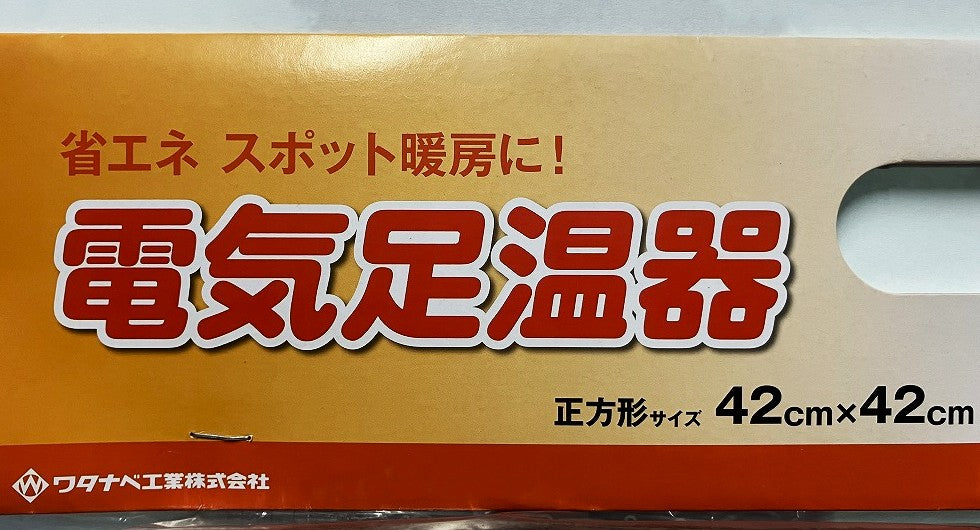 省エネ スポット暖房に!
電気足温器
正方形サイズ 42cm×42cm
ワタナベ工業株式会社